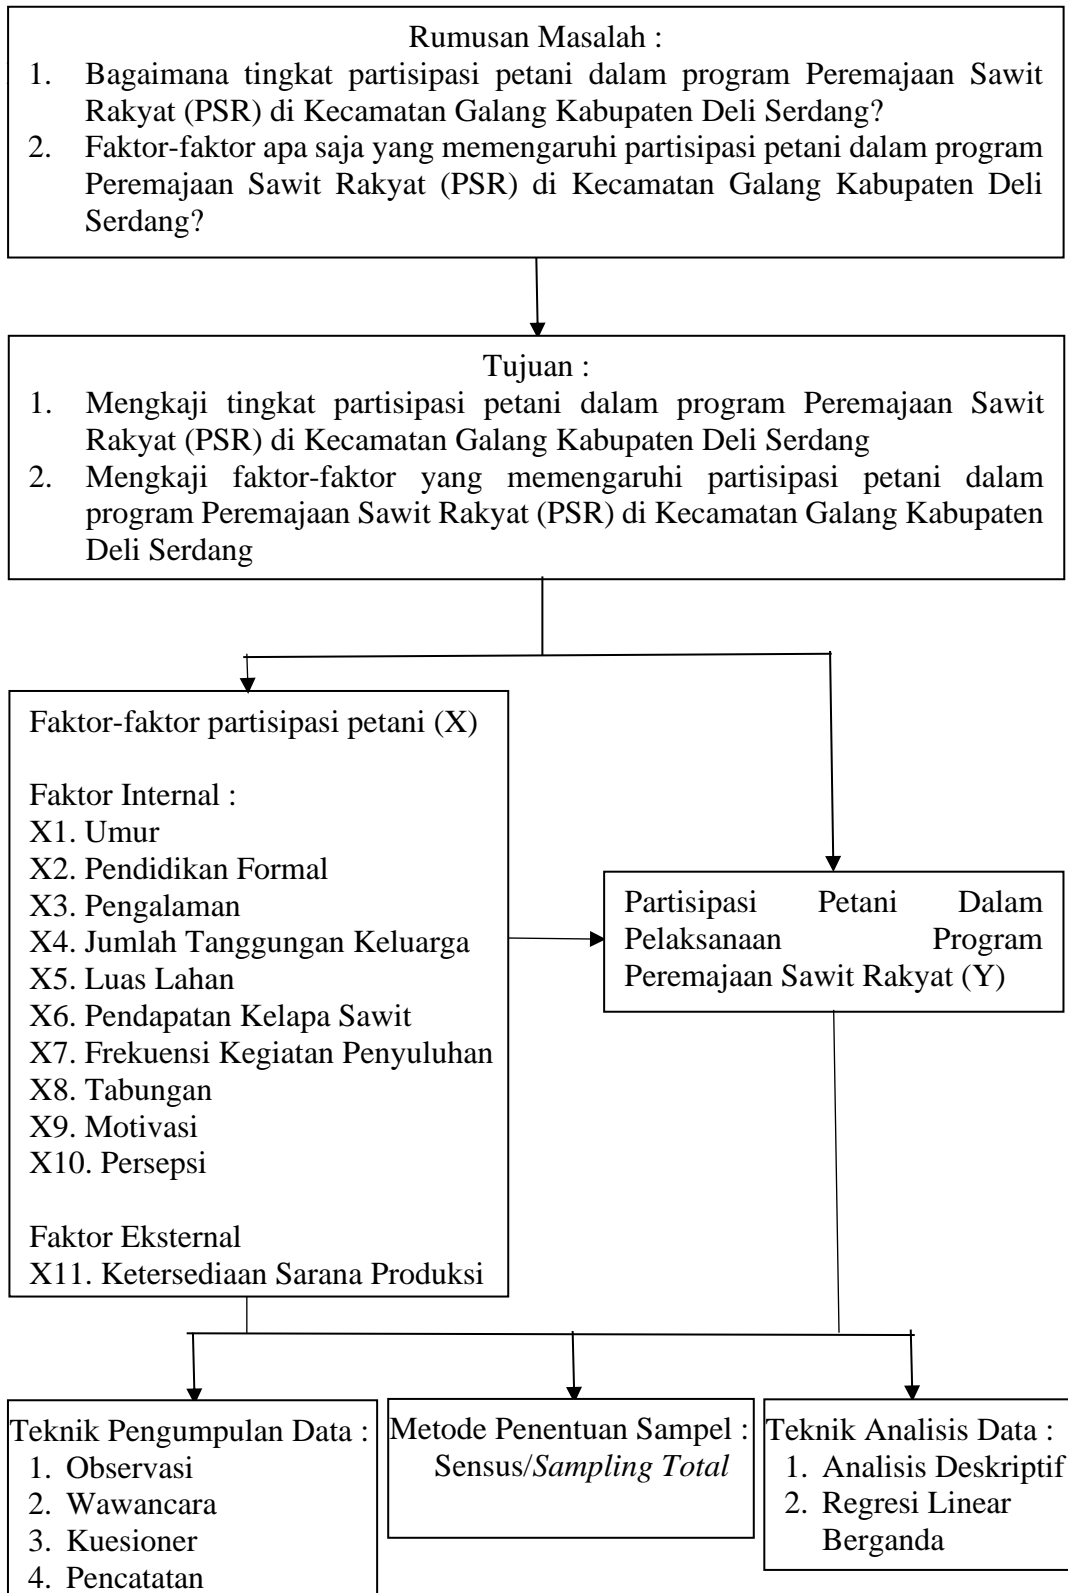 Rumusan Masalah :
1. Bagaimana tingkat partisipasi petani dalam program Peremajaan Sawit
Rakyat (PSR) di Kecamatan Galang Kabupaten Deli Serdang?
2. Faktor-faktor apa saja yang memengaruhi partisipasi petani dalam program
Peremajaan Sawit Rakyat (PSR) di Kecamatan Galang Kabupaten Deli
Serdang?
Tujuan :
1. Mengkaji tingkat partisipasi petani dalam program Peremajaan Sawit
Rakyat (PSR) di Kecamatan Galang Kabupaten Deli Serdang
2. Mengkaji faktor-faktor yang memengaruhi partisipasi petani dalam
program Peremajaan Sawit Rakyat (PSR) di Kecamatan Galang Kabupaten
Deli Serdang
Faktor-faktor partisipasi petani (X)
Faktor Internal :
X1. Umur
X2. Pendidikan Formal
X3. Pengalaman
X4. Jumlah Tanggungan Keluarga
X5. Luas Lahan
X6. Pendapatan Kelapa Sawit
X7. Frekuensi Kegiatan Penyuluhan
X8. Tabungan
X9. Motivasi
X10. Persepsi
Faktor Eksternal
X11. Ketersediaan Sarana Produksi
Partisipasi Petani Dalam
Pelaksanaan Program
Peremajaan Sawit Rakyat (Y)
Teknik Pengumpulan Data :
1. Observasi
2. Wawancara
3. Kuesioner
4. Pencatatan
Metode Penentuan Sampel :
Sensus/Sampling Total
Teknik Analisis Data :
1. Analisis Deskriptif
2. Regresi Linear
Berganda